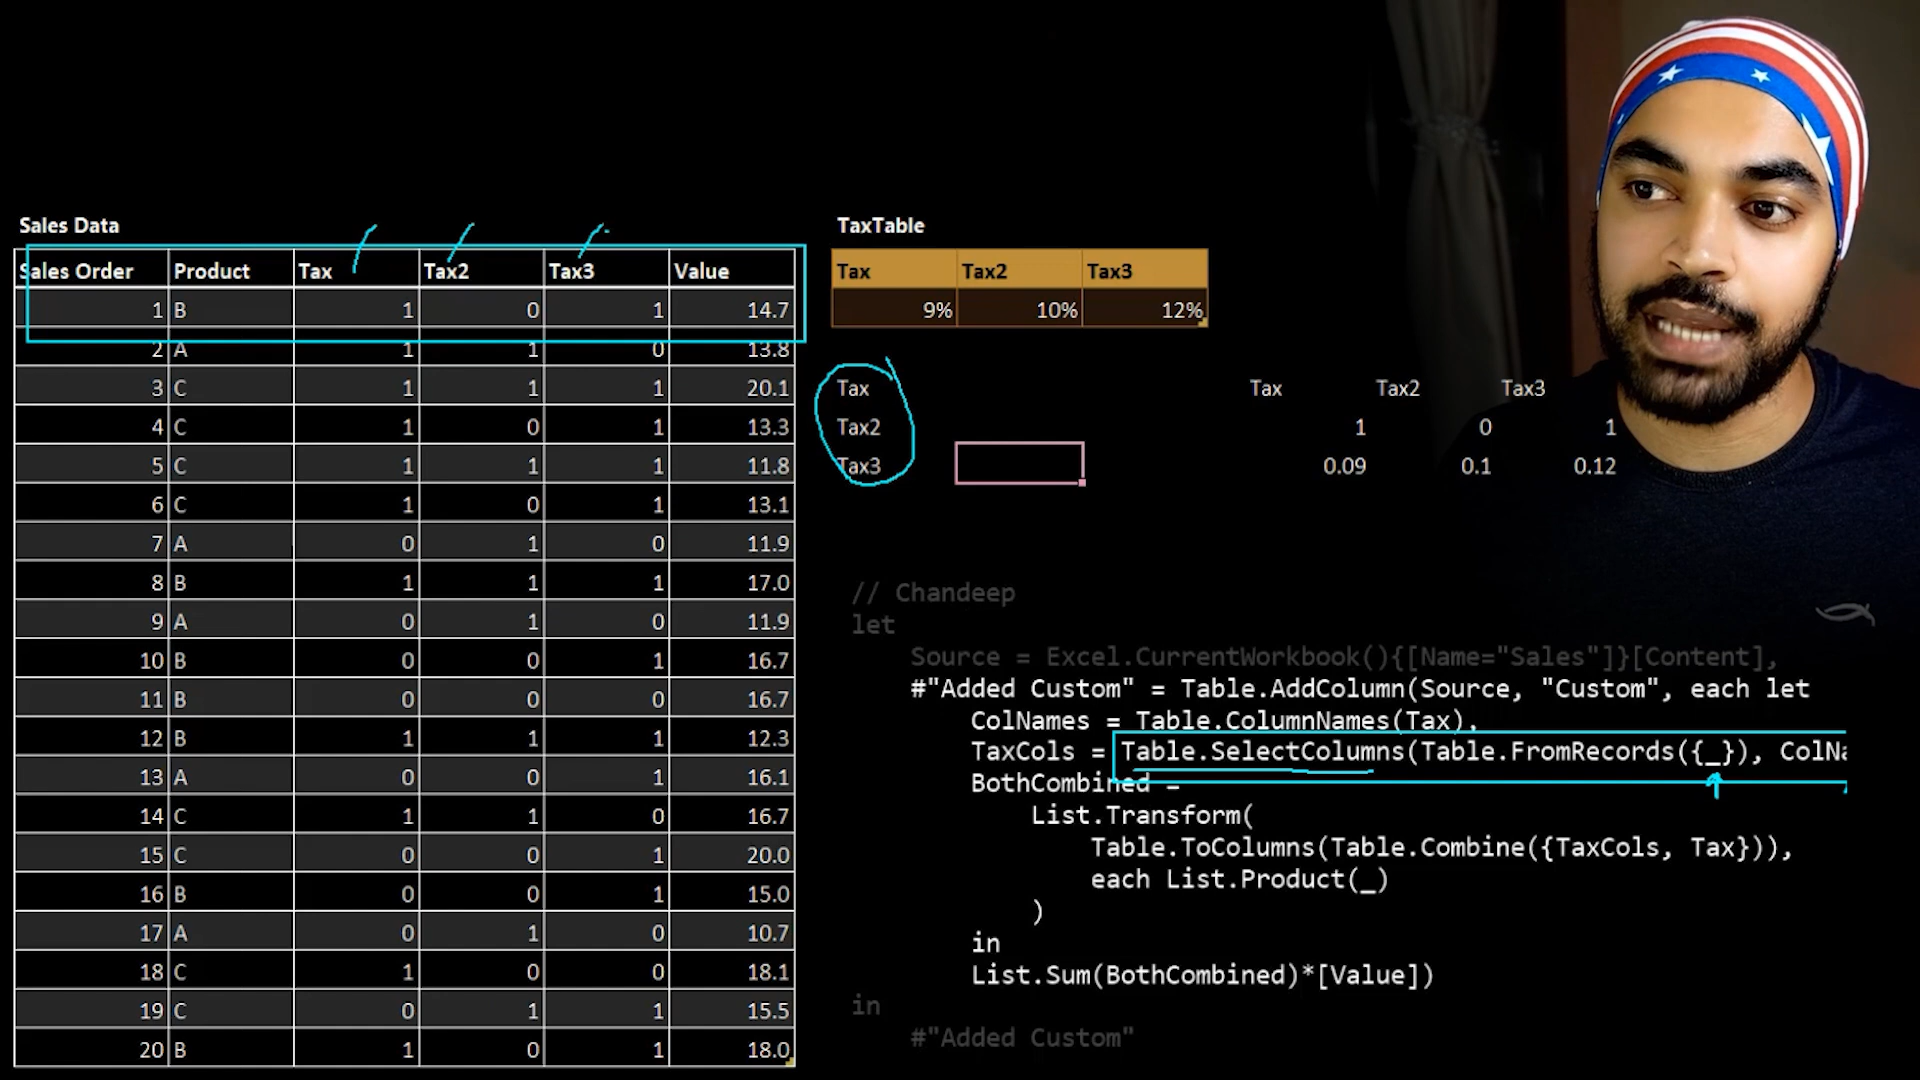 Sales Data
Sales Order Product Tax Tax2 Tax3 Value
1 B 1 0 1 14.7
2 A 1 1 0 13.8
3 C 1 1 1 20.1
4 C 1 0 1 13.3
5 C 1 1 1 11.8
6 C 1 0 1 13.1
7 A 0 1 0 11.9
8 B 1 1 1 17.0
9 A 0 1 0 11.9
10 B 0 0 1 16.7
11 B 0 0 0 16.7
12 B 1 1 1 12.3
13 A 0 0 1 16.1
14 C 1 1 0 16.7
15 C 0 0 1 20.0
16 B 0 0 1 15.0
17 A 0 1 0 10.7
18 C 1 0 0 18.1
19 C 0 1 1 15.5
20 B 1 0 1 18.0
TaxTable
Tax Tax2 Tax3
9% 10% 12%
Tax
Tax2
Tax3
Tax Tax2 Tax3
1 0 1
0.09 0.1 0.12
// Chandeep
let
Source = Excel.CurrentWorkbook(){[Name="Sales"]}[Content],
#"Added Custom" = Table.AddColumn(Source, "Custom", each let
ColNames = Table.ColumnNames(Tax),
TaxCols = Table.SelectColumns(Table.FromRecords({_}), ColNa
BothCombined =
List.Transform(
Table.ToColumns(Table.Combine({TaxCols, Tax})),
each List.Product(_)
)
in
List.Sum(BothCombined)*[Value])
in
#"Added Custom"